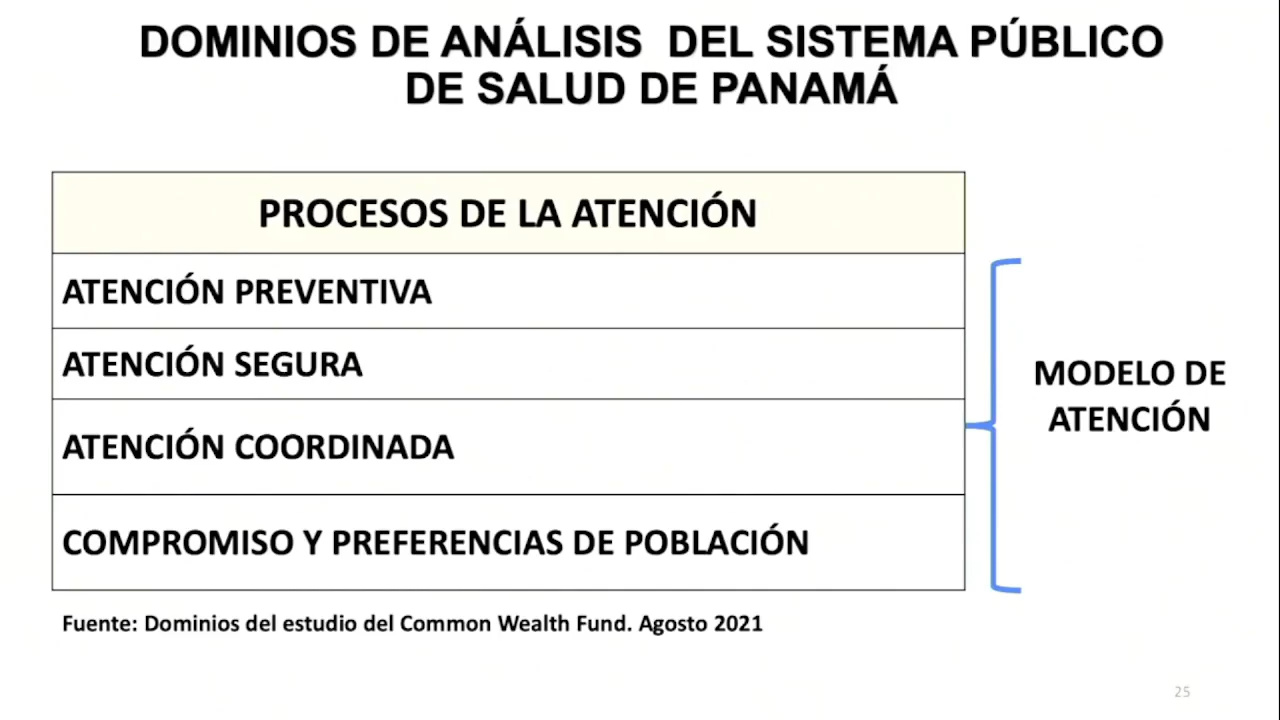 DOMINIOS DE ANÁLISIS DEL SISTEMA PÚBLICO
DE SALUD DE PANAMÁ
PROCESOS DE LA ATENCIÓN
ATENCIÓN PREVENTIVA
ATENCIÓN SEGURA
ATENCIÓN COORDINADA
COMPROMISO Y PREFERENCIAS DE POBLACIÓN
MODELO DE
ATENCIÓN
Fuente: Dominios del estudio del Common Wealth Fund. Agosto 2021
25